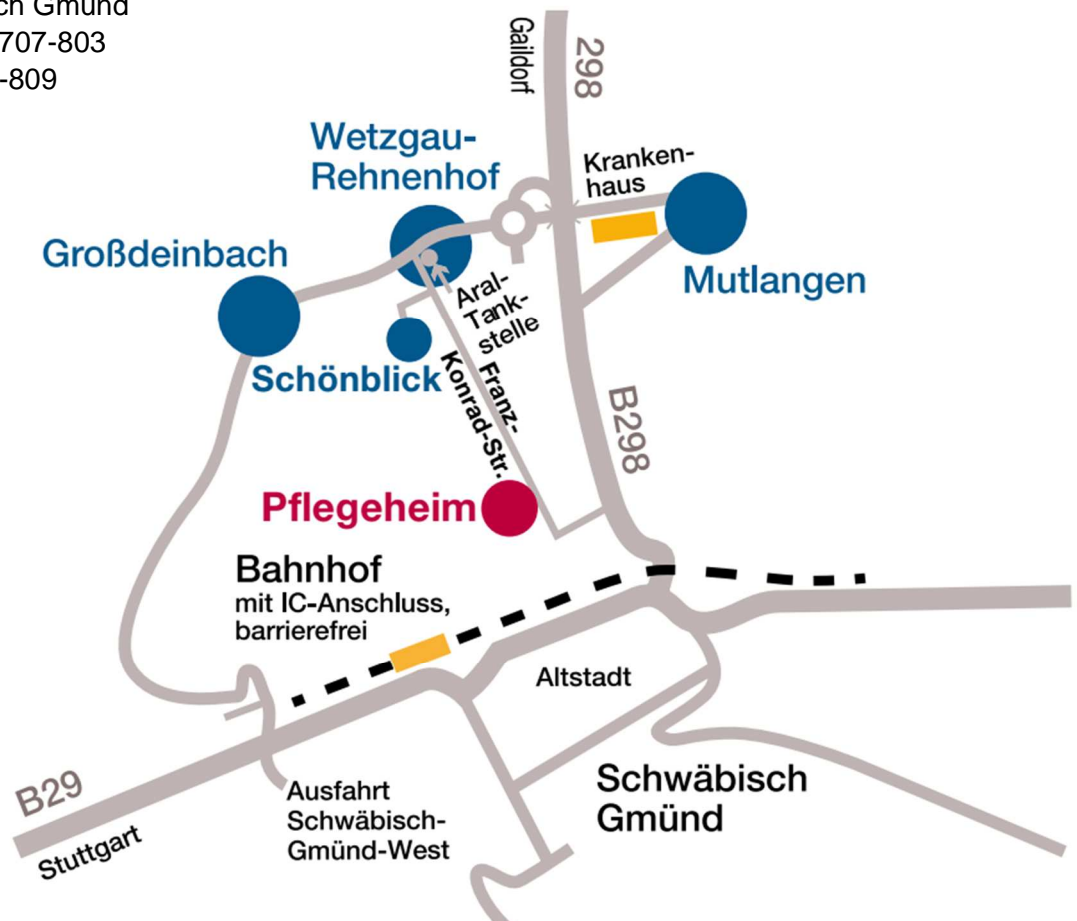 ch Gmünd
707-803
-809
Gaildorf
298
Wetzgau-
Rehnenhof
Kranken-
haus
Großdeinbach
Mutlangen
Aral-
Tank-
stelle
Schönblick
Franz-
Konrad-Str.
B298
Pflegeheim
Bahnhof
mit IC-Anschluss,
barrierefrei
Altstadt
B29
Stuttgart
Ausfahrt
Schwäbisch-
Gmünd-West
Schwäbisch
Gmünd